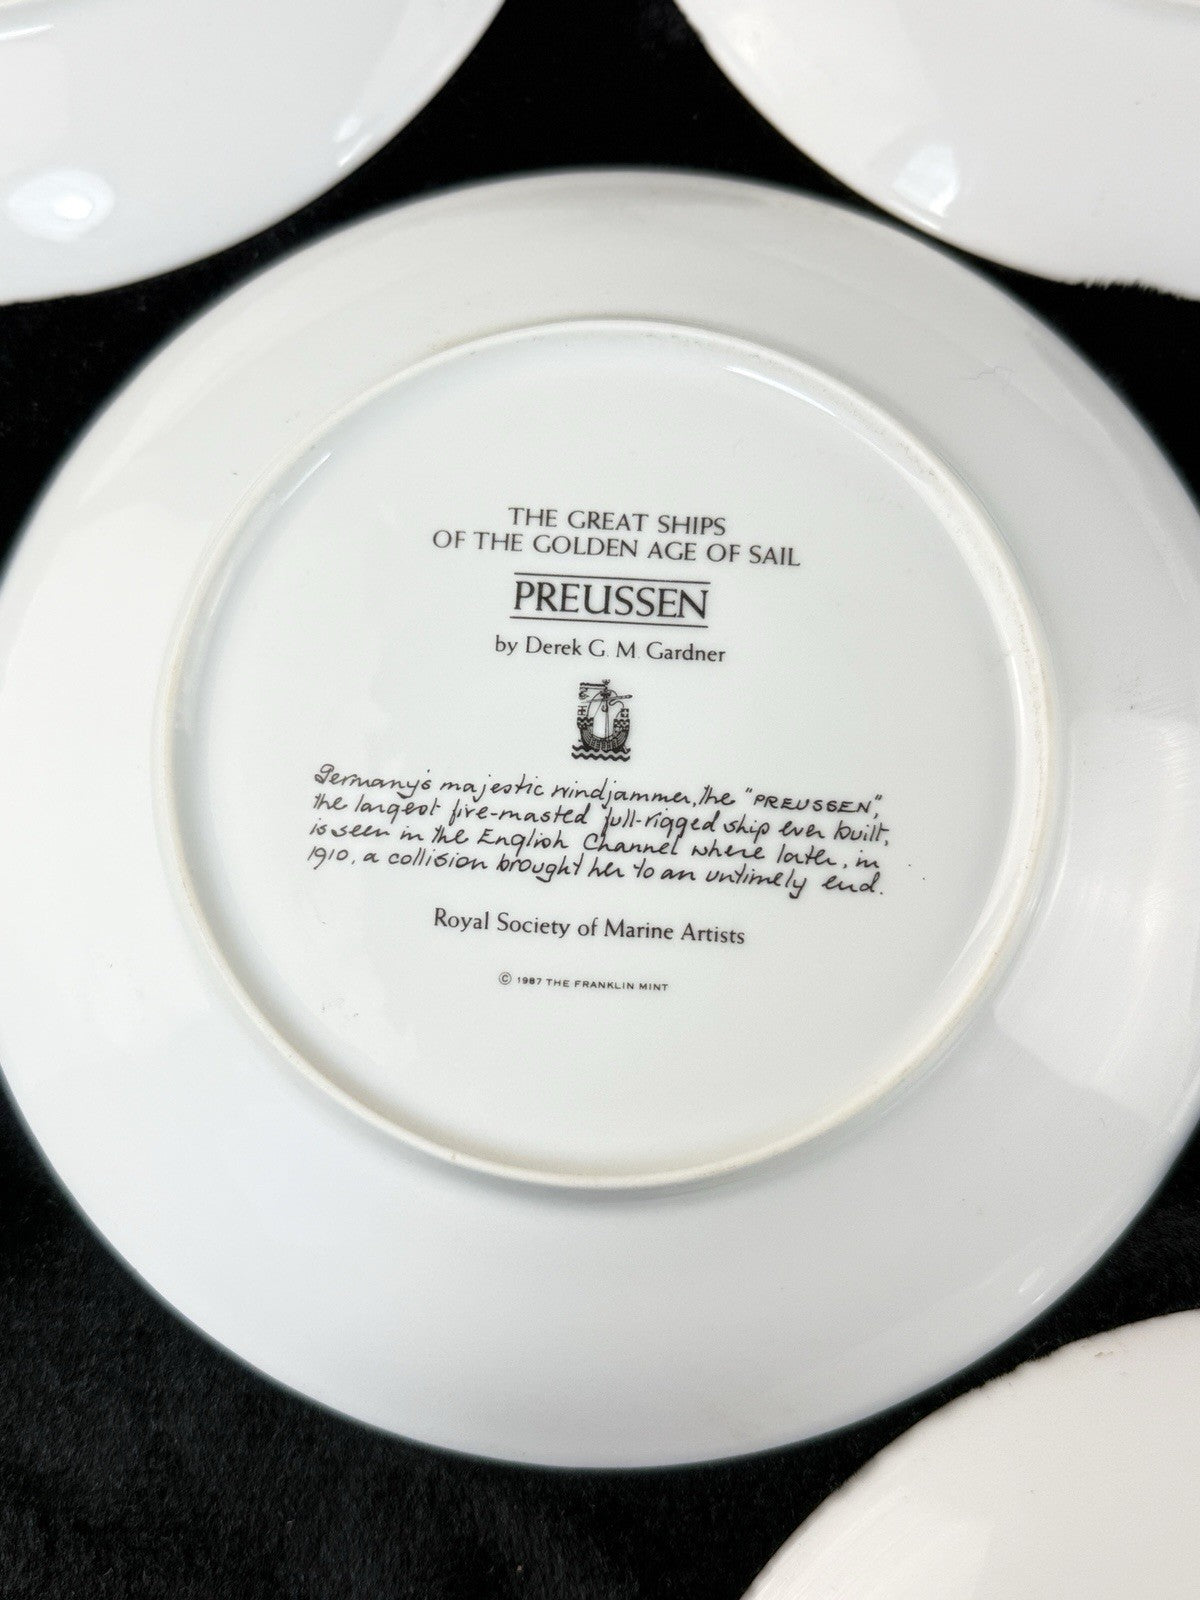 THE GREAT SHIPS
OF THE GOLDEN AGE OF SAIL
PREUSSEN
by Derek G. M. Gardner
Germany's majestic windjammer, the "PREUSSEN",
the largest five-masted full-rigged ship ever built,
is seen in the English Channel where later, in
1910, a collision brought her to an untimely end.
Royal Society of Marine Artists
© 1987 THE FRANKLIN MINT